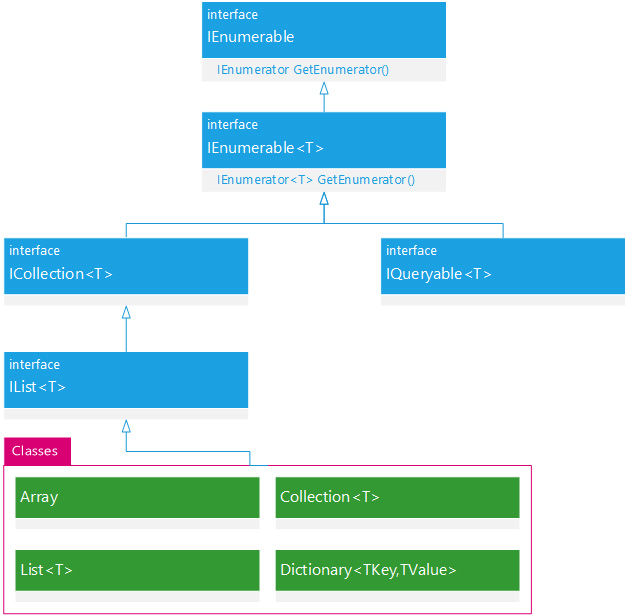 interface
IEnumerable
IEnumerator GetEnumerator()
interface
IEnumerable<T>
IEnumerator<T> GetEnumerator()
interface
ICollection<T>
interface
IQueryable<T>
interface
IList<T>
Classes
Array
Collection<T>
List<T>
Dictionary<TKey,TValue>